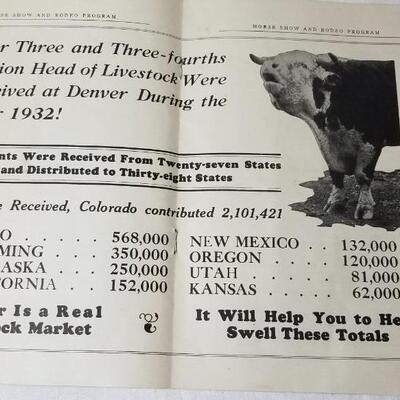 RSE SHOW AND RODEO PROGRAM
HORSE SHOW AND RODEO PROGRAM
r Three and Three-fourths
ion Head of Livestock Were
eived at Denver During the
r 1932!
nts Were Received From Twenty-seven States
and Distributed to Thirty-eight States
e Received, Colorado contributed 2,101,421
O . . . . 568,000
MING . . . . 350,000
ASKA . . . . 250,000
FORNIA . . . 152,000
NEW MEXICO . . . 132,000
OREGON . . . . 120,000
UTAH . . . . . 81,000
KANSAS . . . . 62,000
r Is a Real
ck Market
It Will Help You to He
Swell These Totals